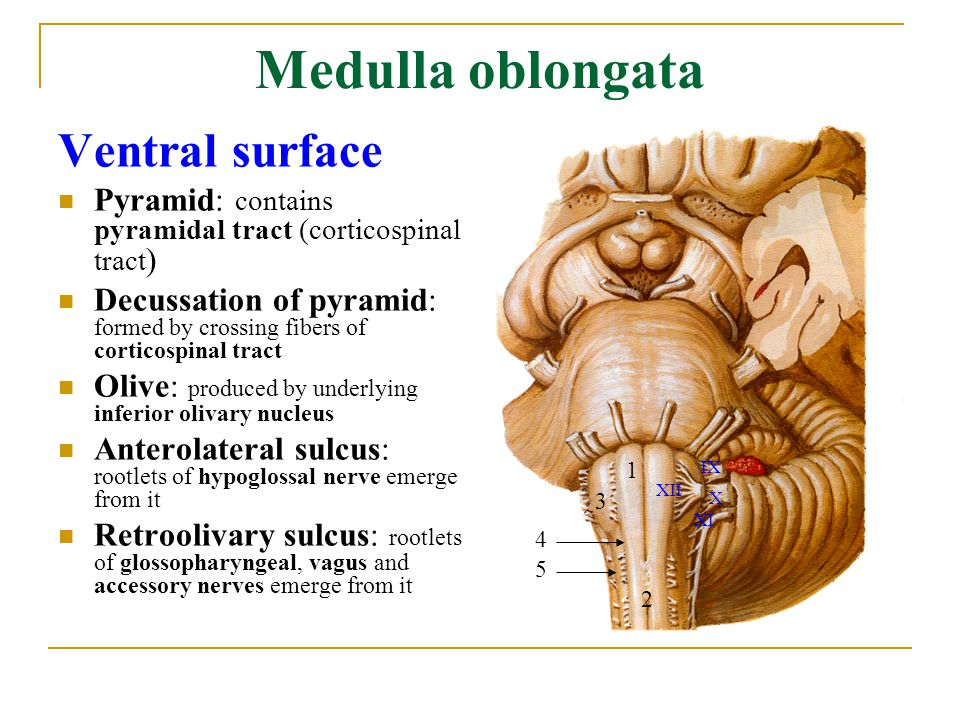 Medulla oblongata
Ventral surface
Pyramid: contains
pyramidal tract (corticospinal
tract)
Decussation of pyramid:
formed by crossing fibers of
corticospinal tract
Olive: produced by underlying
inferior olivary nucleus
Anterolateral sulcus:
rootlets of hypoglossal nerve emerge
from it
Retroolivary sulcus: rootlets
of glossopharyngeal, vagus and
accessory nerves emerge from it
1
IX
XII
X
3
XI
4
5
2